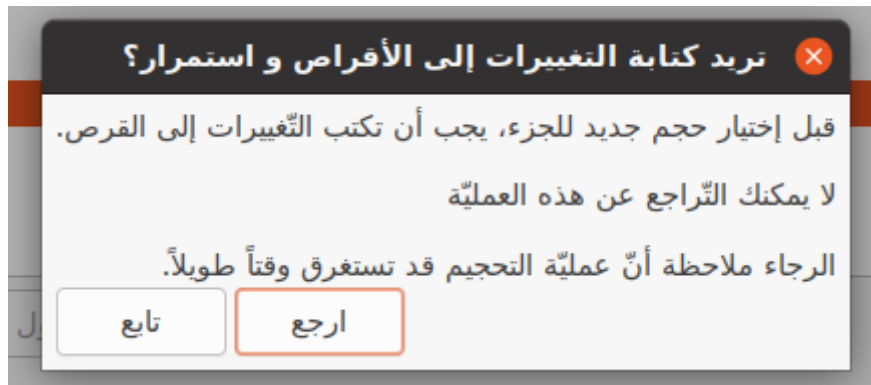 تريد كتابة التغييرات إلى الأقراص و استمرار؟
قبل إختيار حجم جديد للجزء، يجب أن تكتب التّغييرات إلى القرص.
لا يمكنك التّراجع عن هذه العمليّة
الرجاء ملاحظة أنّ عمليّة التحجيم قد تستغرق وقتاً طويلاً.
ارجع
تابع